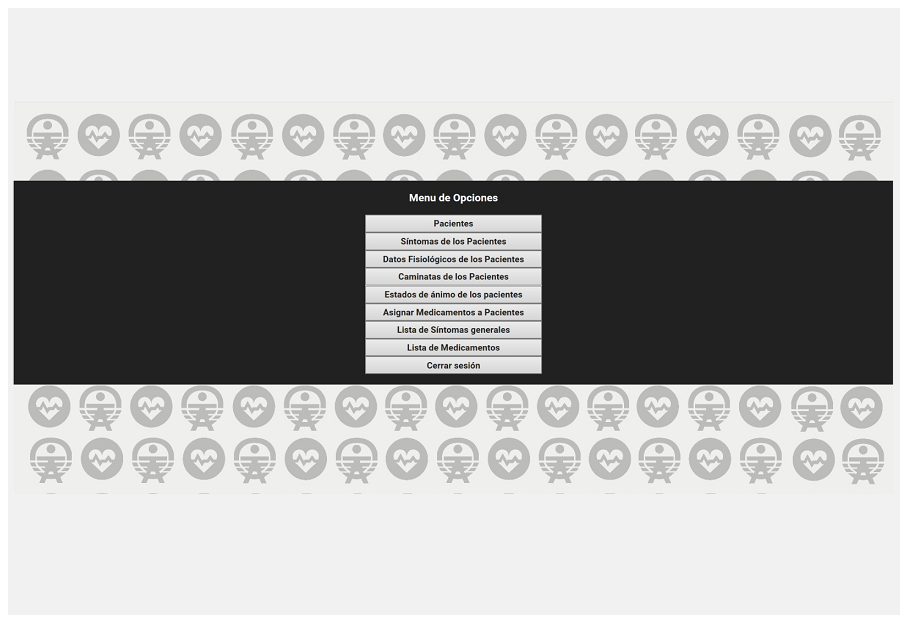 Menu de Opciones
Pacientes
Síntomas de los Pacientes
Datos Fisiológicos de los Pacientes
Caminatas de los Pacientes
Estados de ánimo de los pacientes
Asignar Medicamentos a Pacientes
Lista de Síntomas generales
Lista de Medicamentos
Cerrar sesión